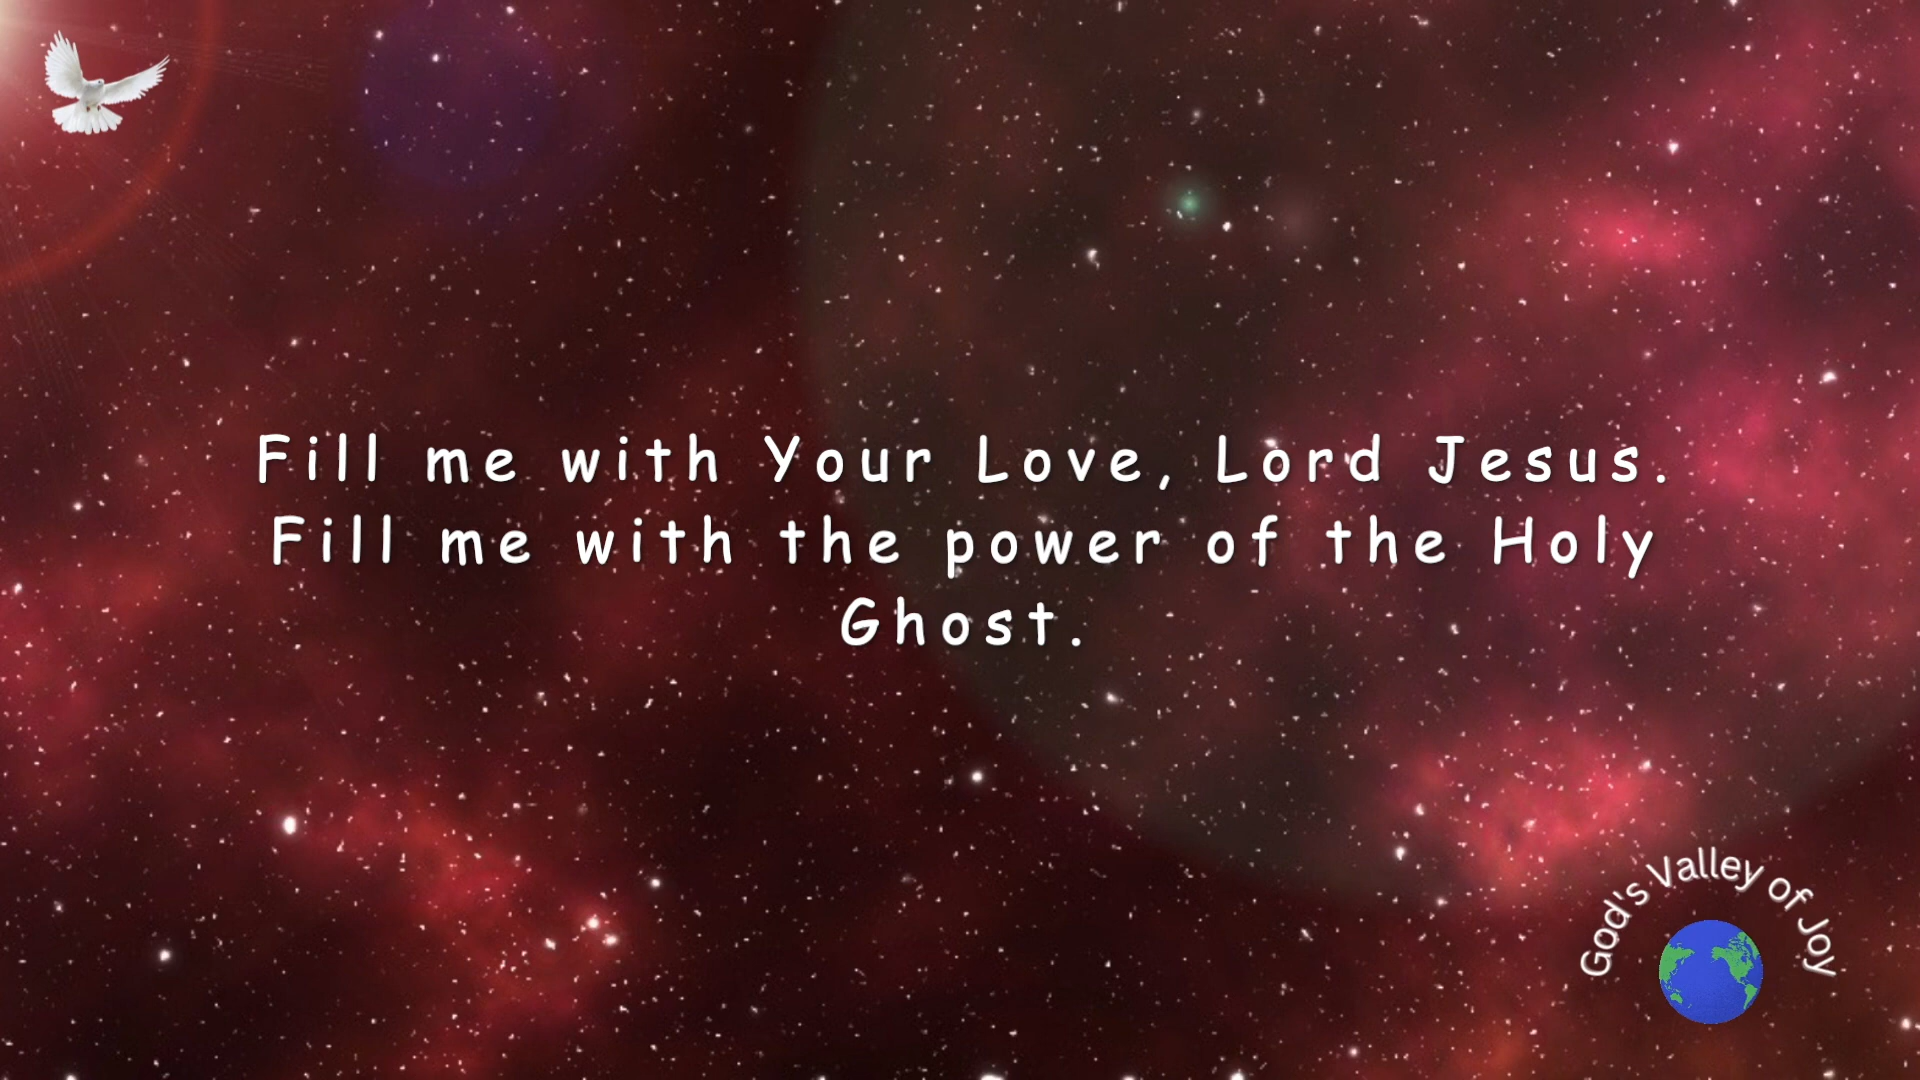 Fill me with Your Love, Lord Jesus.
Fill me with the power of the Holy
Ghost.
God's Valley of Joy